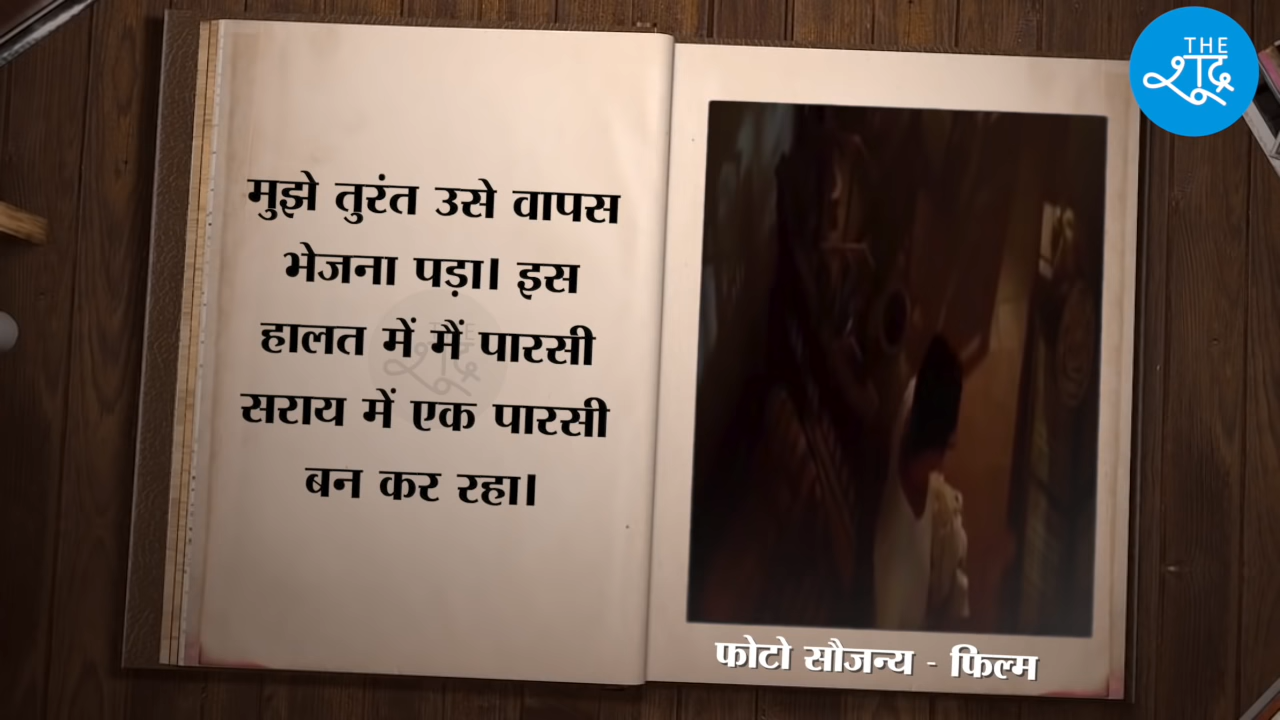 मुझे तुरंत उसे वापस
भेजना पड़ा। इस
हालत में मैं पारसी
सराय में एक पारसी
बन कर रहा।
THE
शूद्र
फोटो सौजन्य - फिल्म